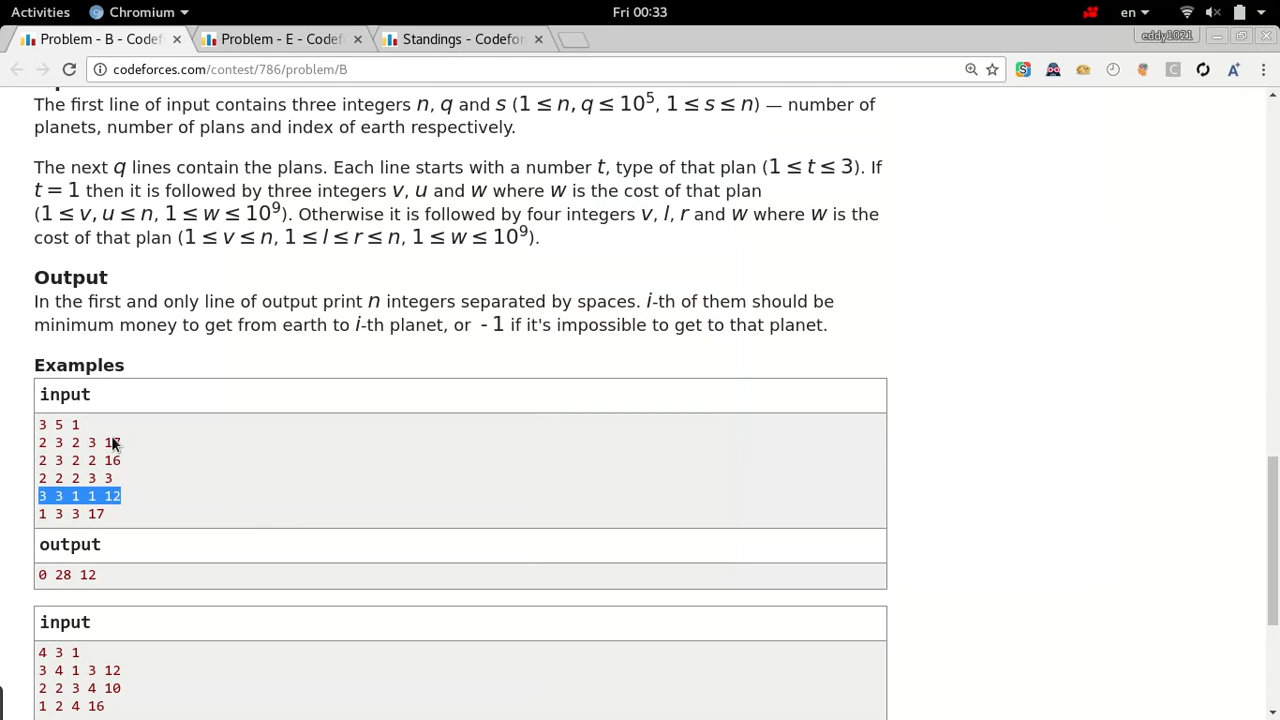 Activities Chromium Fri 00:33 en
Problem - B - Codef Problem - E - Codef Standings - Codefor eddy1021
codeforces.com/contest/786/problem/B
The first line of input contains three integers n, q and s (1 ≤ n, q ≤ 10^5, 1 ≤ s ≤ n) — number of
planets, number of plans and index of earth respectively.
The next q lines contain the plans. Each line starts with a number t, type of that plan (1 ≤ t ≤ 3). If
t = 1 then it is followed by three integers v, u and w where w is the cost of that plan
(1 ≤ v, u ≤ n, 1 ≤ w ≤ 10^9). Otherwise it is followed by four integers v, l, r and w where w is the
cost of that plan (1 ≤ v ≤ n, 1 ≤ l ≤ r ≤ n, 1 ≤ w ≤ 10^9).
Output
In the first and only line of output print n integers separated by spaces. i-th of them should be
minimum money to get from earth to i-th planet, or -1 if it's impossible to get to that planet.
Examples
input
3 5 1
2 3 2 3 17
2 3 2 2 16
2 2 2 3 3
3 3 1 1 12
1 3 3 17
output
0 28 12
input
4 3 1
3 4 1 3 12
2 2 3 4 10
1 2 4 16